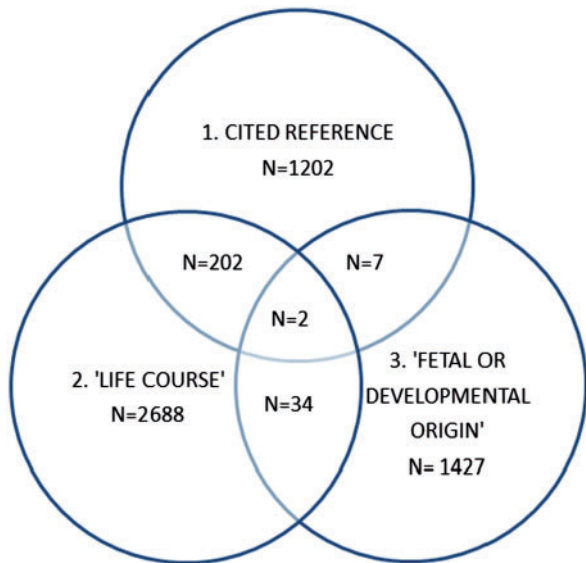 1. CITED REFERENCE
N=1202
N=202
N=7
N=2
2. 'LIFE COURSE'
N=2688
N=34
3. 'FETAL OR
DEVELOPMENTAL
ORIGIN'
N= 1427